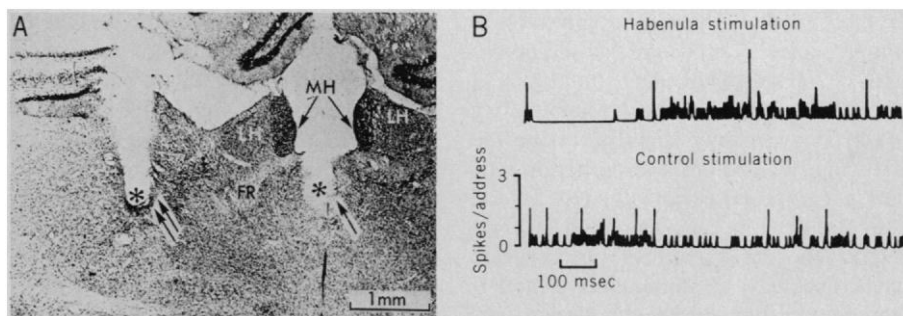 A
MH
LH
LH
FR
*
*
1mm
B
Habenula stimulation
Control stimulation
Spikes/address
3
0
100 msec